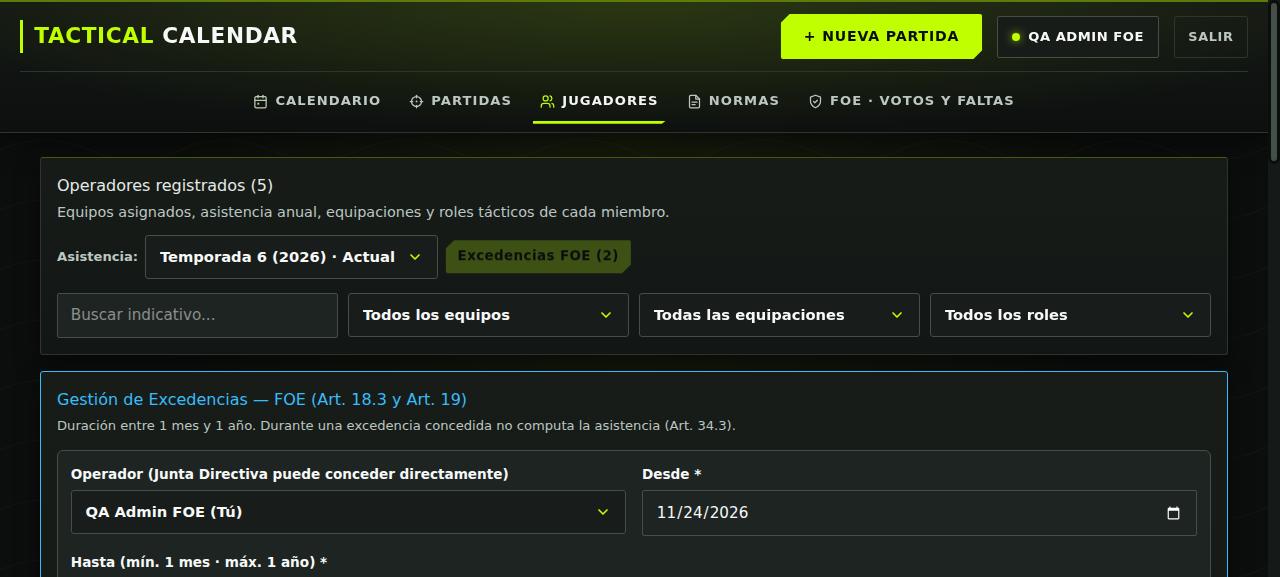 TACTICAL CALENDAR
+ NUEVA PARTIDA
QA ADMIN FOE
SALIR
CALENDARIO
PARTIDAS
JUGADORES
NORMAS
FOE · VOTOS Y FALTAS
Operadores registrados (5)
Equipos asignados, asistencia anual, equipaciones y roles tácticos de cada miembro.
Asistencia:
Temporada 6 (2026) · Actual
Excedencias FOE (2)
Buscar indicativo...
Todos los equipos
Todas las equipaciones
Todos los roles
Gestión de Excedencias — FOE (Art. 18.3 y Art. 19)
Duración entre 1 mes y 1 año. Durante una excedencia concedida no computa la asistencia (Art. 34.3).
Operador (Junta Directiva puede conceder directamente)
Desde *
QA Admin FOE (Tú)
11/24/2026
Hasta (mín. 1 mes · máx. 1 año) *